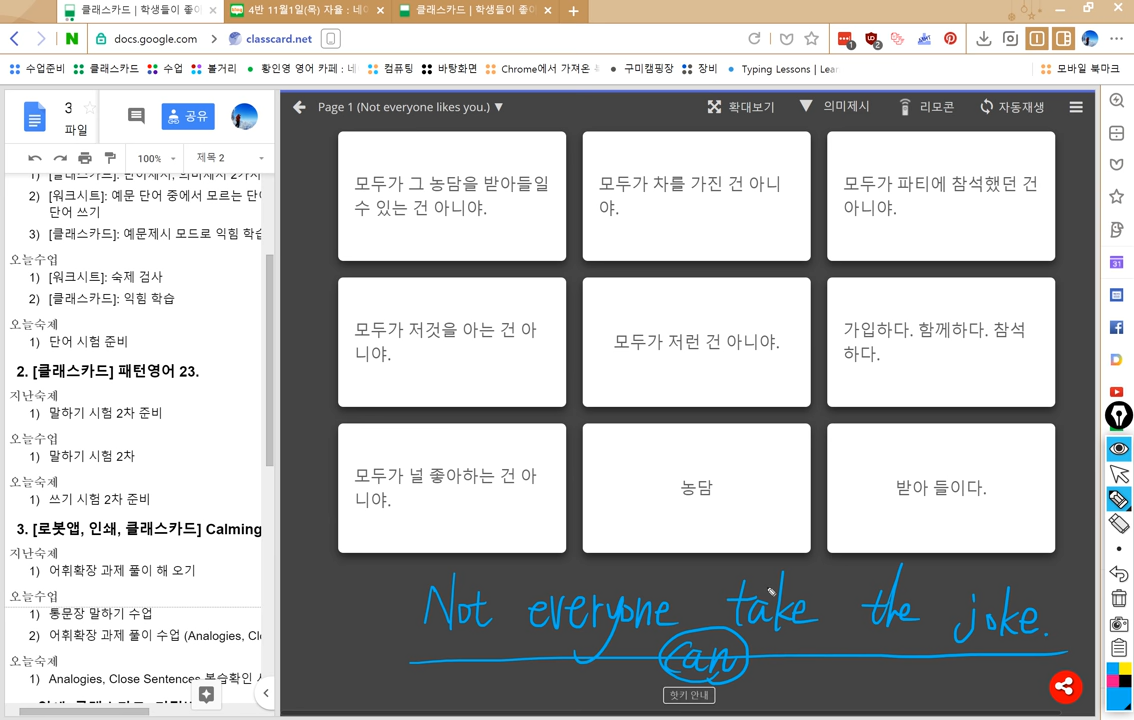 클래스카드 | 학생들이 좋아
4반 11월1일(목) 자율 : 네이
클래스카드 | 학생들이 좋아
docs.google.com > classcard.net
수업준비 클래스카드 수업 볼거리 황인영 영어 카페 : 네 컴퓨팅 바탕화면 Chrome에서 가져온 구미캠핑장 장비 Typing Lessons | Lear 모바일 북마크
3
파일
공유
100% 제목 2
1) [클래스카드]: 단어제시, 의미제시 2가지
2) [워크시트]: 예문 단어 중에서 모르는 단어
단어 쓰기
3) [클래스카드]: 예문제시 모드로 익힘 학습
오늘수업
1) [워크시트]: 숙제 검사
2) [클래스카드]: 익힘 학습
오늘숙제
1) 단어 시험 준비
2. [클래스카드] 패턴영어 23.
지난숙제
1) 말하기 시험 2차 준비
오늘수업
1) 말하기 시험 2차
오늘숙제
1) 쓰기 시험 2차 준비
3. [로봇앱, 인쇄, 클래스카드] Calming
지난숙제
1) 어휘확장 과제 풀이 해 오기
오늘수업
1) 통문장 말하기 수업
2) 어휘확장 과제 풀이 수업 (Analogies, Clo
오늘숙제
1) Analogies, Close Sentences 복습확인
Page 1 (Not everyone likes you.) ▼
확대보기 의미제시 리모콘 자동재생
모두가 그 농담을 받아들일
수 있는 건 아니야.
모두가 차를 가진 건 아니
야.
모두가 파티에 참석했던 건
아니야.
모두가 저것을 아는 건 아
니야.
모두가 저런 건 아니야.
가입하다. 함께하다. 참석
하다.
모두가 널 좋아하는 건 아
니야.
농담
받아 들이다.
Not everyone take the joke.
can
핫키 안내